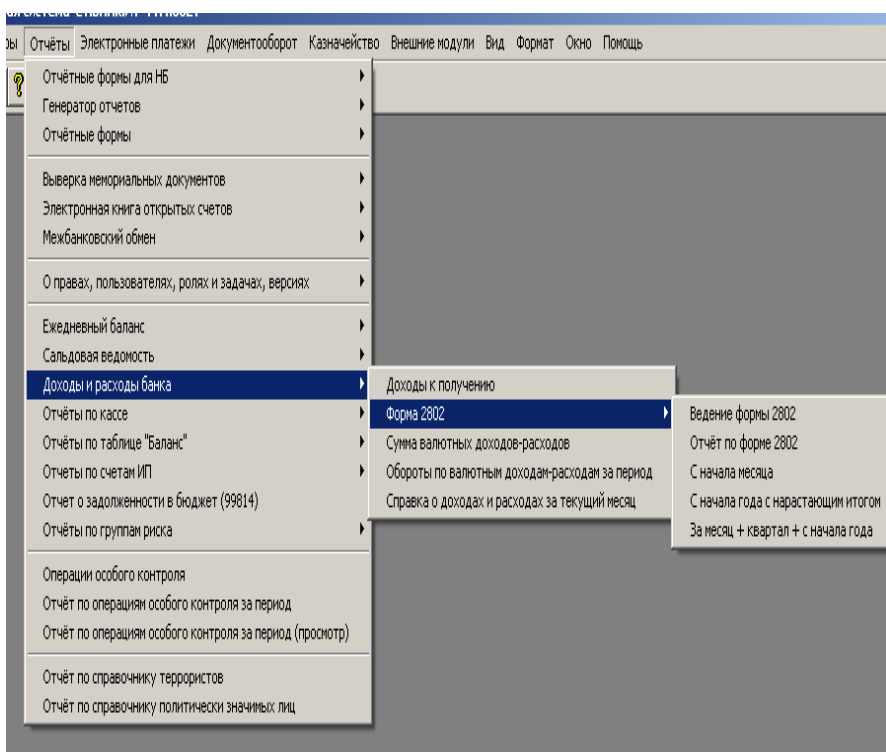 Отчёты Электронные платежи Документооборот Казначейство Внешние модули Вид Формат Окно Помощь
Отчётные формы для НБ
Генератор отчетов
Отчётные формы
Выверка мемориальных документов
Электронная книга открытых счетов
Межбанковский обмен
О правах, пользователях, ролях и задачах, версиях
Ежедневный баланс
Сальдовая ведомость
Доходы и расходы банка
Отчёты по кассе
Отчёты по таблице "Баланс"
Отчеты по счетам ИП
Отчет о задолженности в бюджет (99814)
Отчёты по группам риска
Операции особого контроля
Отчёт по операциям особого контроля за период
Отчёт по операциям особого контроля за период (просмотр)
Отчёт по справочнику террористов
Отчёт по справочнику политически значимых лиц
Доходы к получению
Форма 2802
Сумма валютных доходов-расходов
Обороты по валютным доходам-расходам за период
Справка о доходах и расходах за текущий месяц
Ведение формы 2802
Отчёт по форме 2802
С начала месяца
С начала года с нарастающим итогом
За месяц + квартал + с начала года